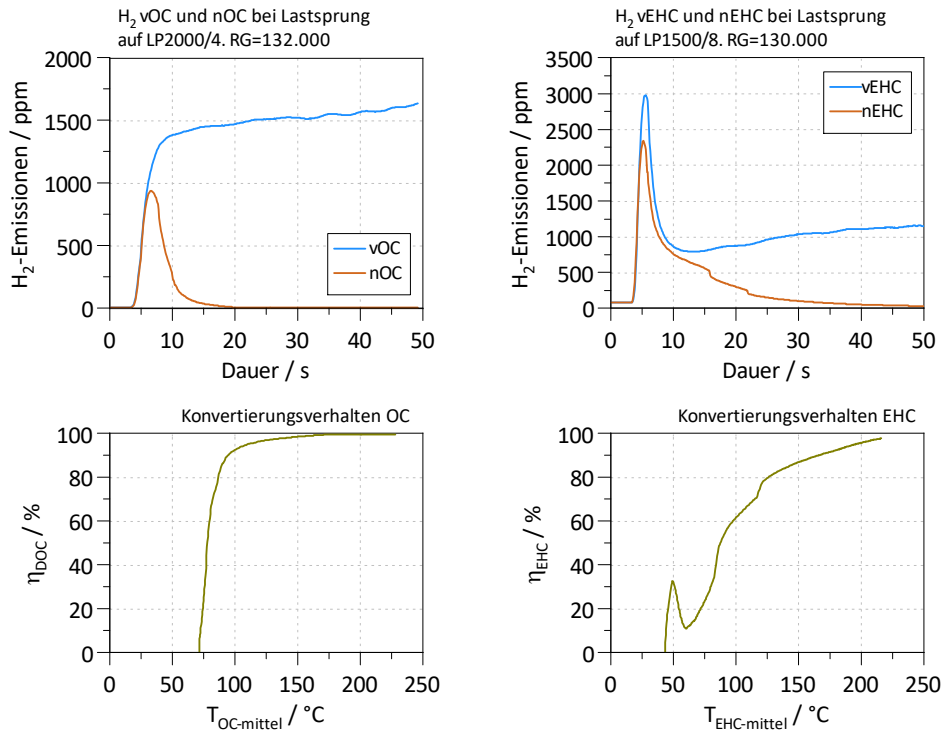 H₂ vOC und nOC bei Lastsprung
auf LP2000/4. RG=132.000
H₂-Emissionen / ppm
2000
1500
1000
500
0
vOC
nOC
0 10 20 30 40 50
Dauer / s
H₂ vEHC und nEHC bei Lastsprung
auf LP1500/8. RG=130.000
H₂-Emissionen / ppm
3500
3000
2500
2000
1500
1000
500
0
vEHC
nEHC
0 10 20 30 40 50
Dauer / s
Konvertierungsverhalten OC
η_DOC / %
100
80
60
40
20
0
0 50 100 150 200 250
T_OC-mittel / °C
Konvertierungsverhalten EHC
η_EHC / %
100
80
60
40
20
0
0 50 100 150 200 250
T_EHC-mittel / °C